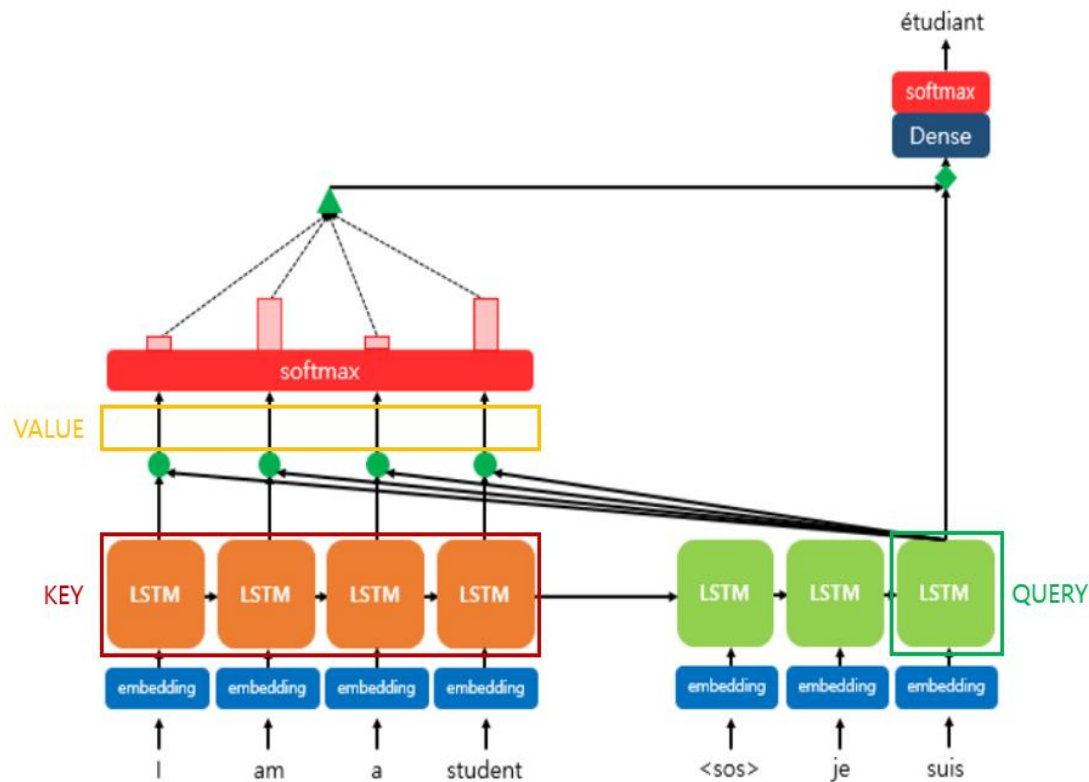 étudiant
softmax
Dense
softmax
VALUE
KEY
LSTM LSTM LSTM LSTM LSTM LSTM LSTM
QUERY
embedding embedding embedding embedding embedding embedding embedding
I am a student <sos> je suis